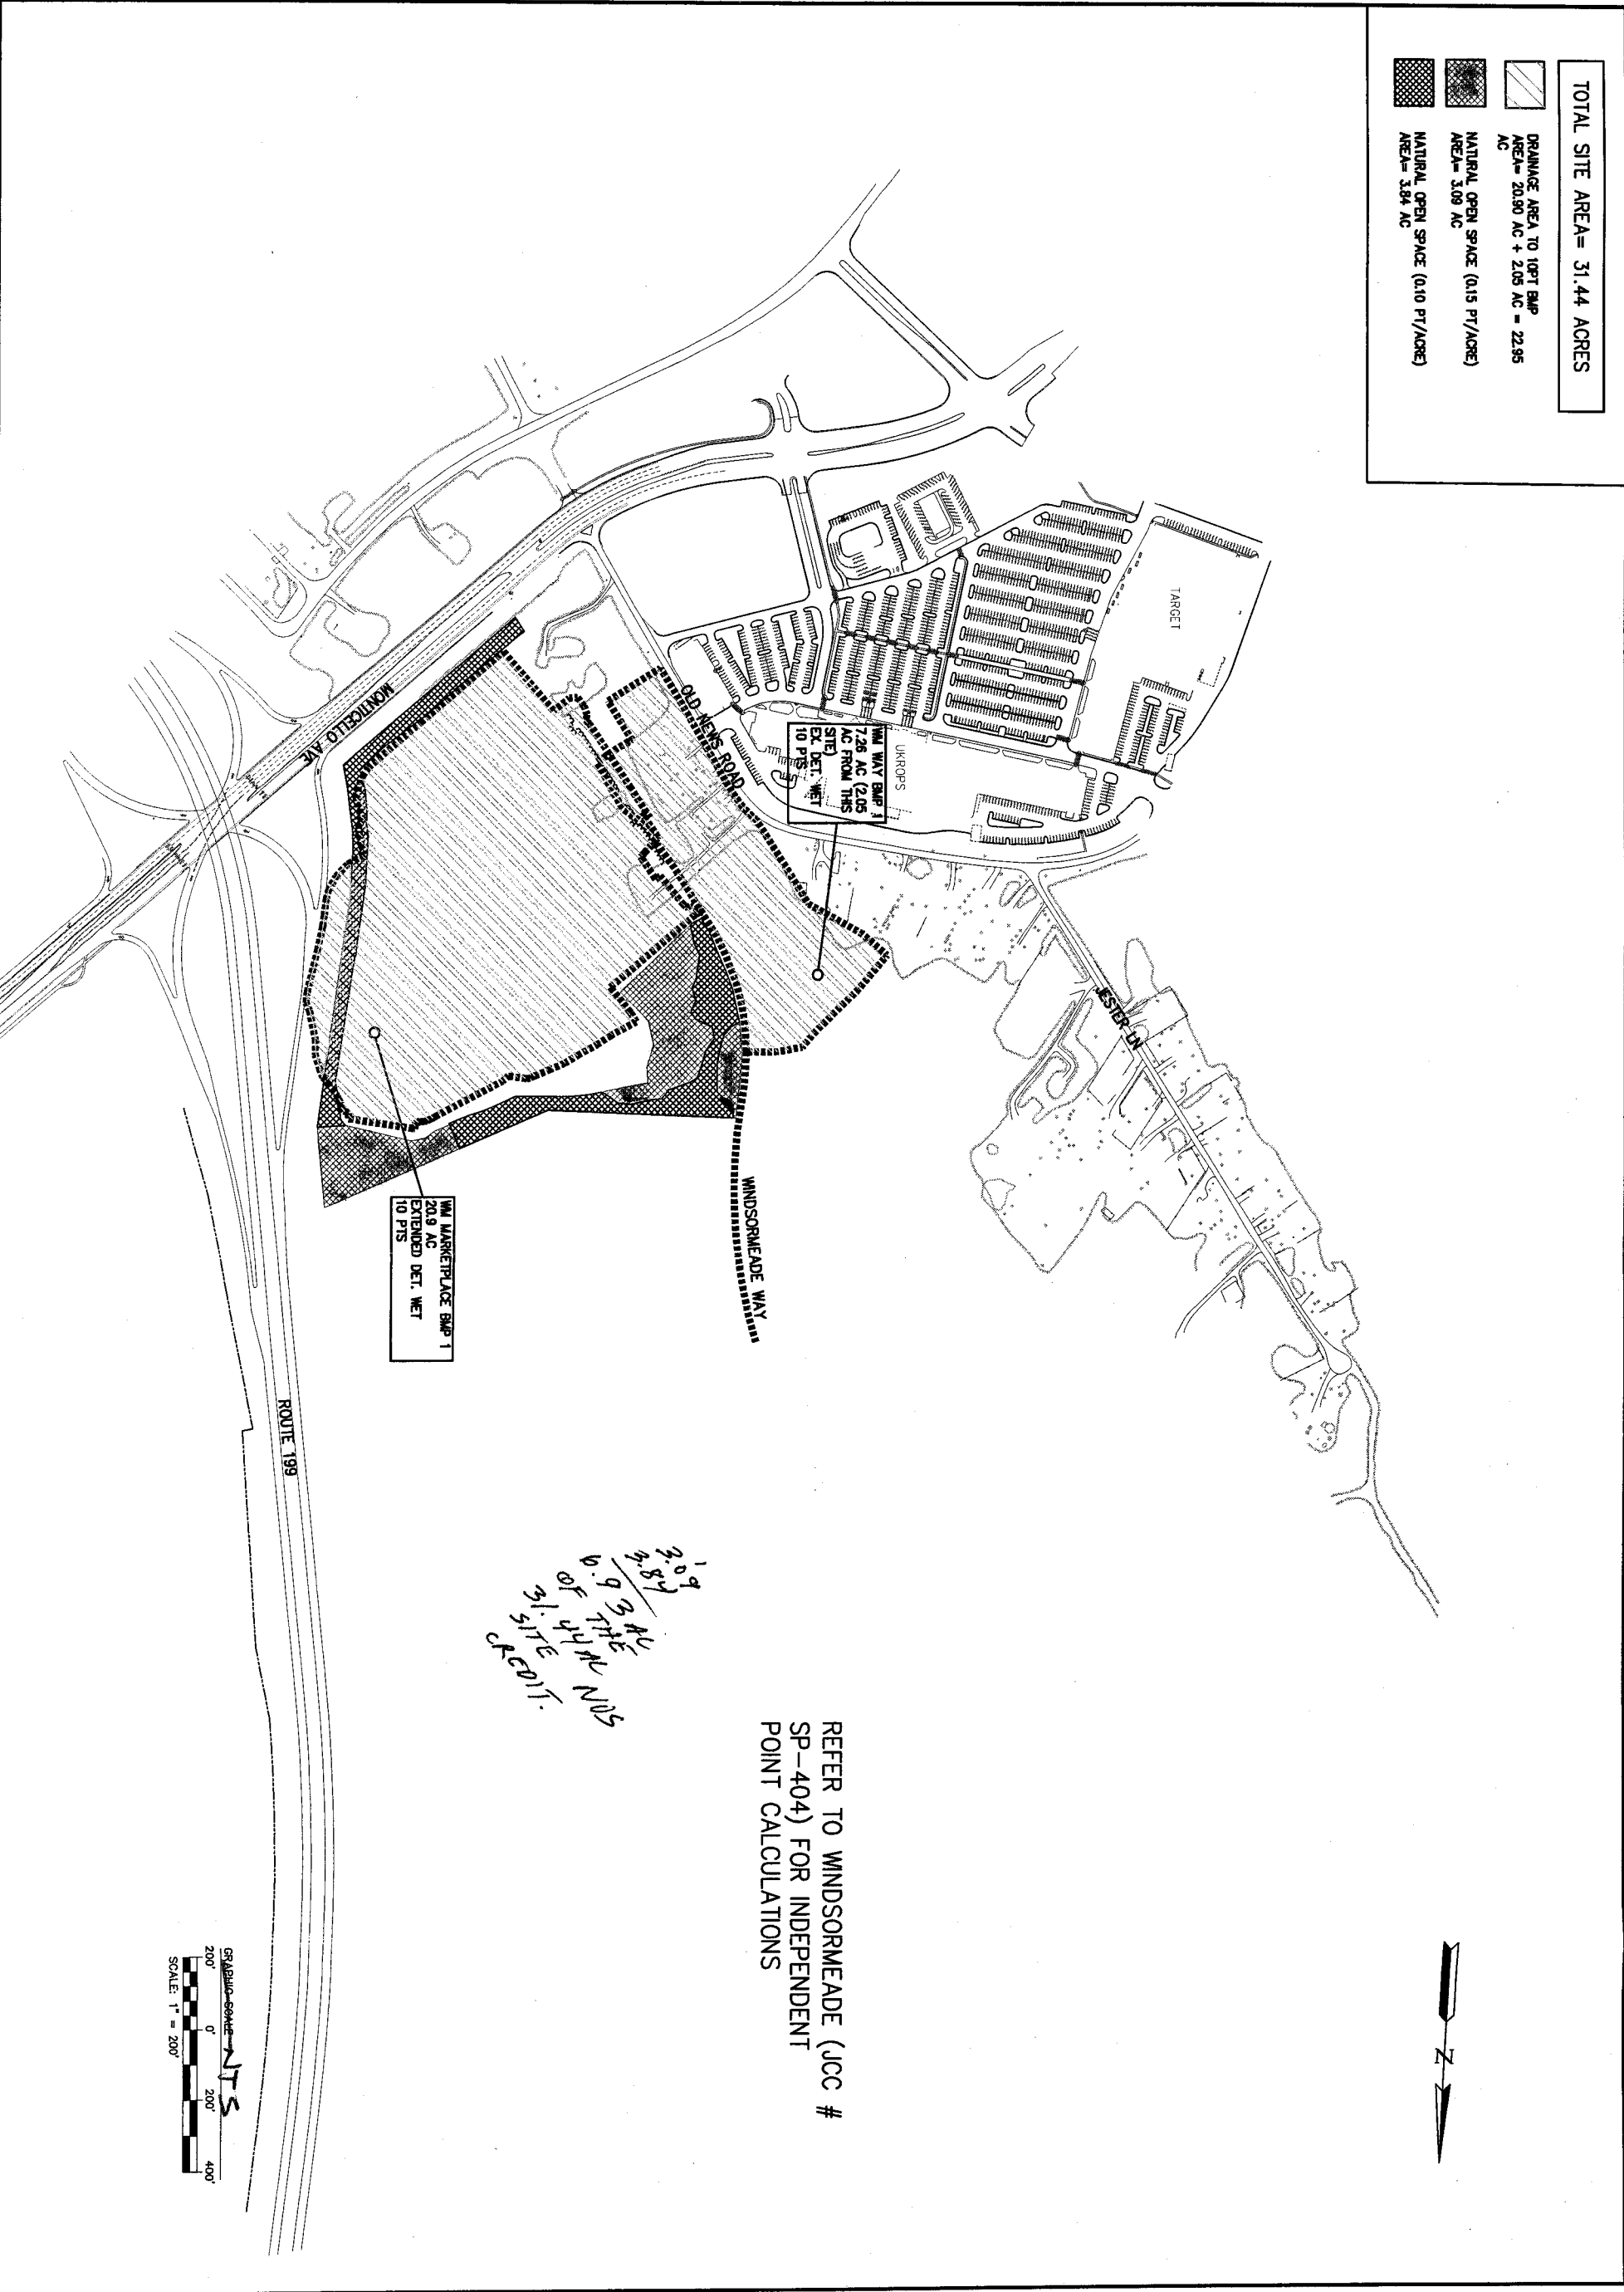 TOTAL SITE AREA= 31.44 ACRES
DRAINAGE AREA TO 10PT BMP
AREA= 20.90 AC + 2.05 AC = 22.95
AC
NATURAL OPEN SPACE (0.15 PT/ACRE)
AREA= 3.09 AC
NATURAL OPEN SPACE (0.10 PT/ACRE)
AREA= 3.84 AC
TARGET
UKROPS
WM WAY BMP 1
7.26 AC (2.05
AC FROM THIS
SITE)
EX. DET. WET
10 PTS
OLD NEWS ROAD
MONTICELLO AVE
JESTER LN
WINDSORMEADE WAY
WM MARKETPLACE BMP 1
20.9 AC
EXTENDED DET. WET
10 PTS
ROUTE 199
1
3.09
3.84
6.93 AC
OF THE
31.44 AC NOS
SITE
CREDIT.
REFER TO WINDSORMEADE (JCC #
SP-404) FOR INDEPENDENT
POINT CALCULATIONS
N
GRAPHIC SCALE NTS
200' 0' 200' 400'
SCALE: 1" = 200'